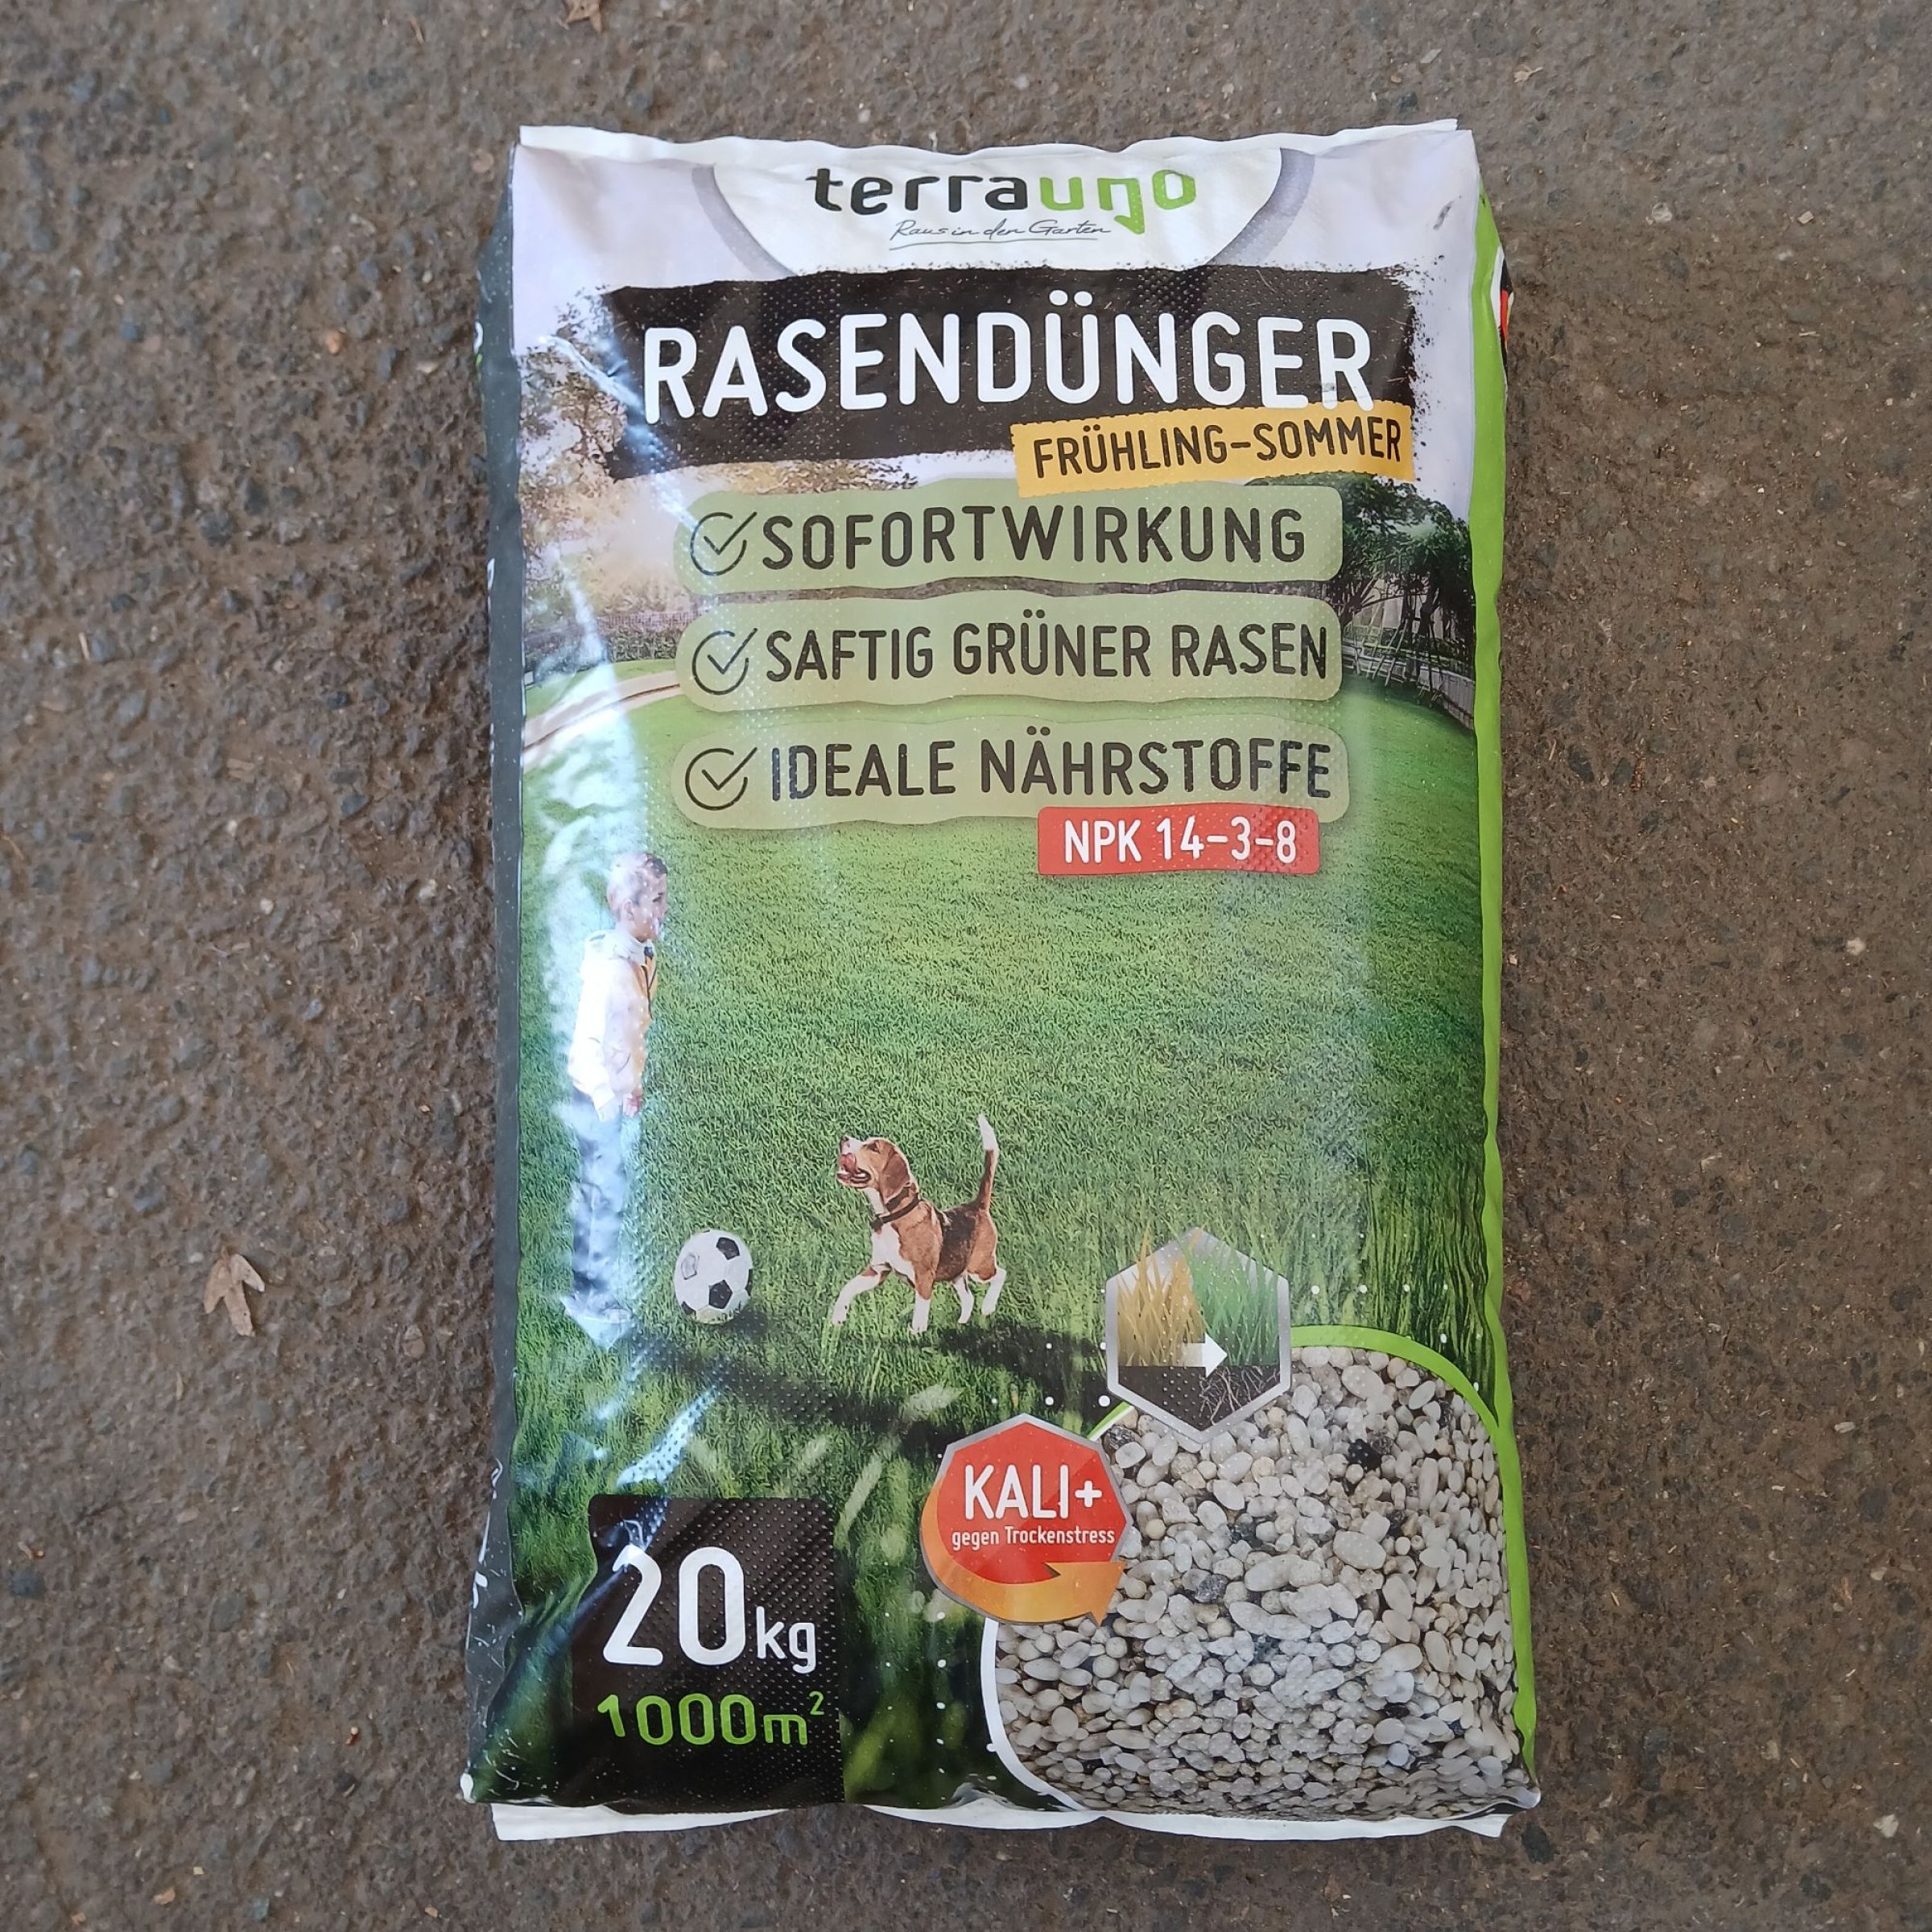 terrauno
Raus in den Garten
RASENDÜNGER
FRÜHLING-SOMMER
SOFORTWIRKUNG
SAFTIG GRÜNER RASEN
IDEALE NÄHRSTOFFE
NPK 14-3-8
KALI+
gegen Trockenstress
20kg
1000m²